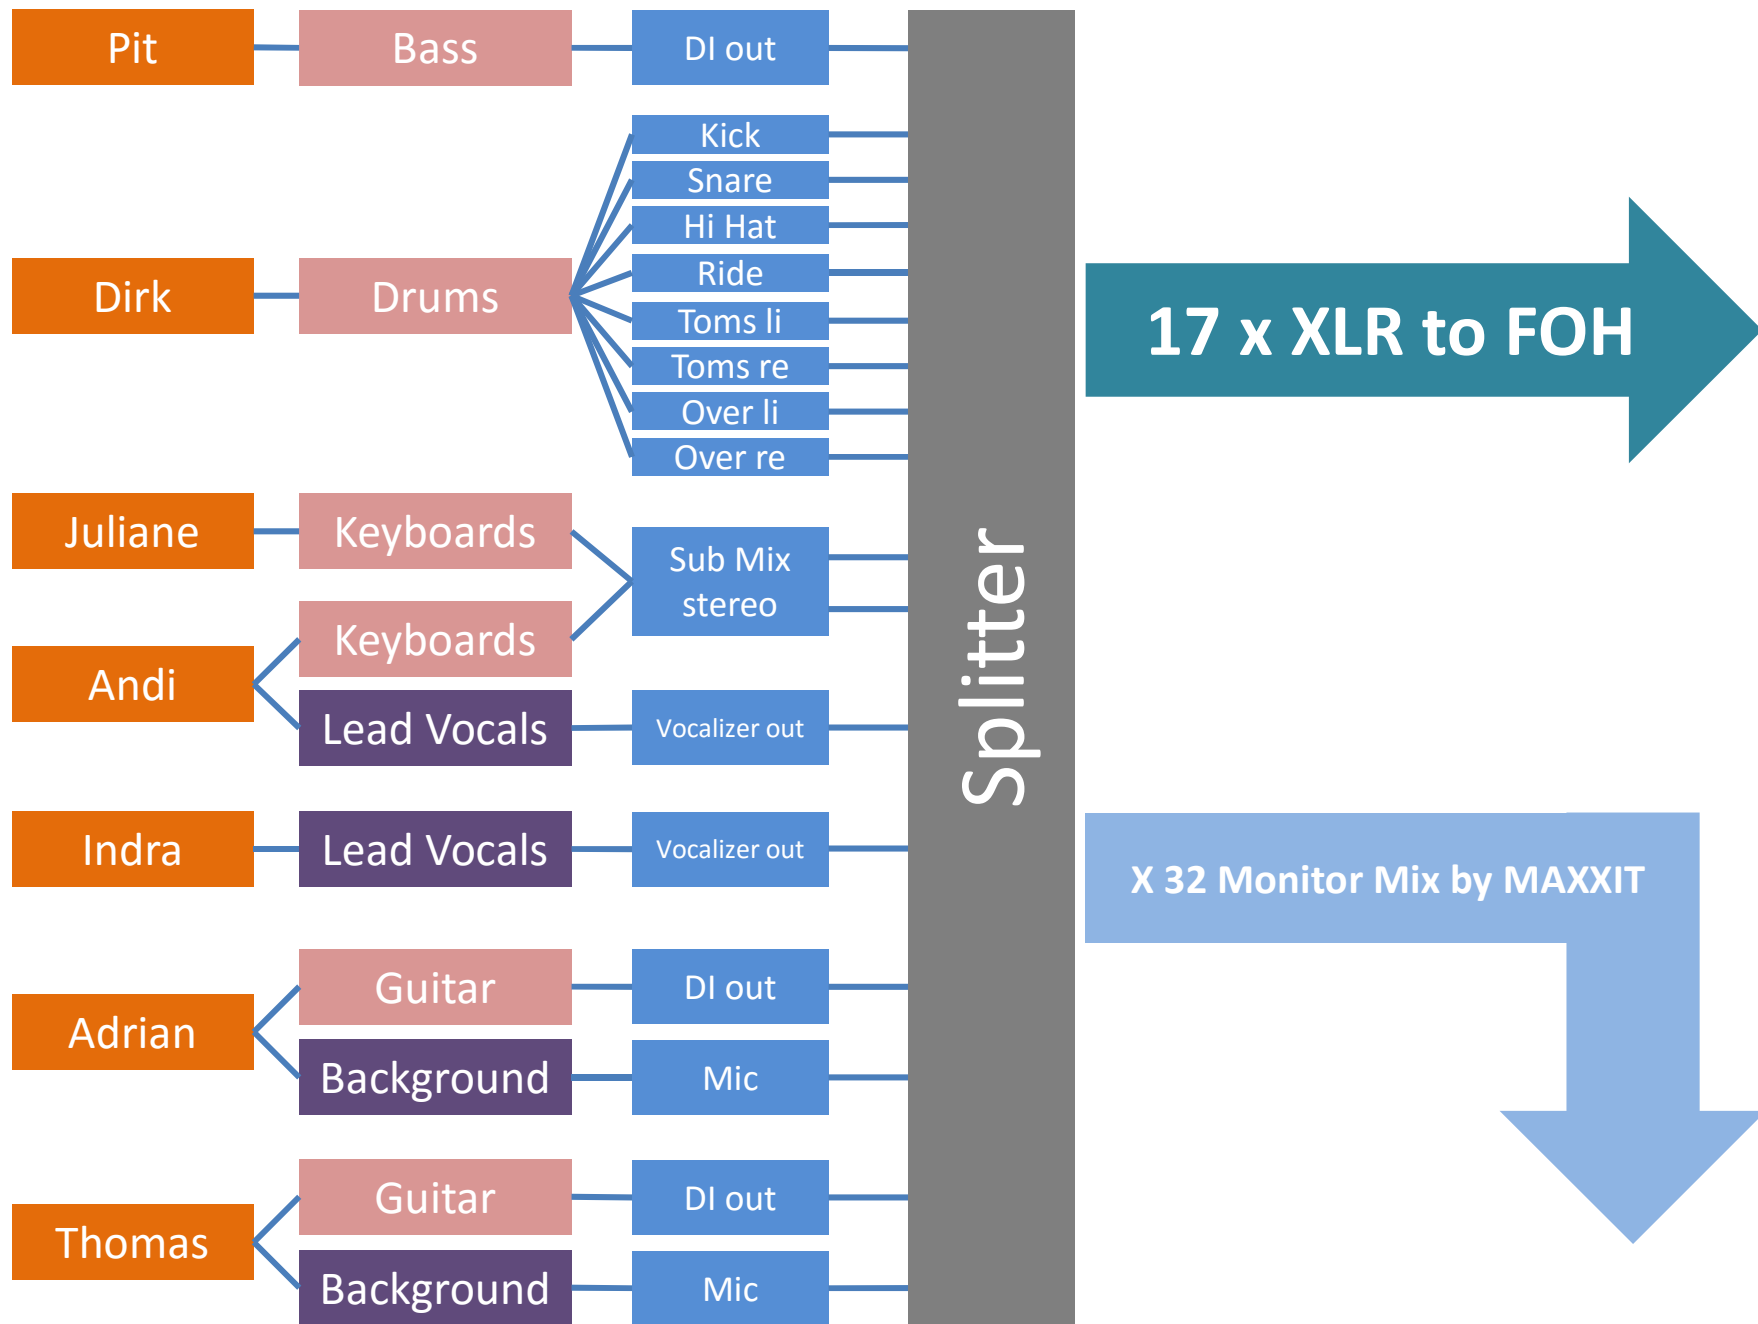 Pit
Bass
DI out
Kick
Snare
Hi Hat
Ride
Dirk
Drums
Toms li
Toms re
Over li
Over re
17 x XLR to FOH
Juliane
Keyboards
Sub Mix
stereo
Andi
Keyboards
Lead Vocals
Vocalizer out
Splitter
Indra
Lead Vocals
Vocalizer out
X 32 Monitor Mix by MAXXIT
Adrian
Guitar
DI out
Background
Mic
Thomas
Guitar
DI out
Background
Mic